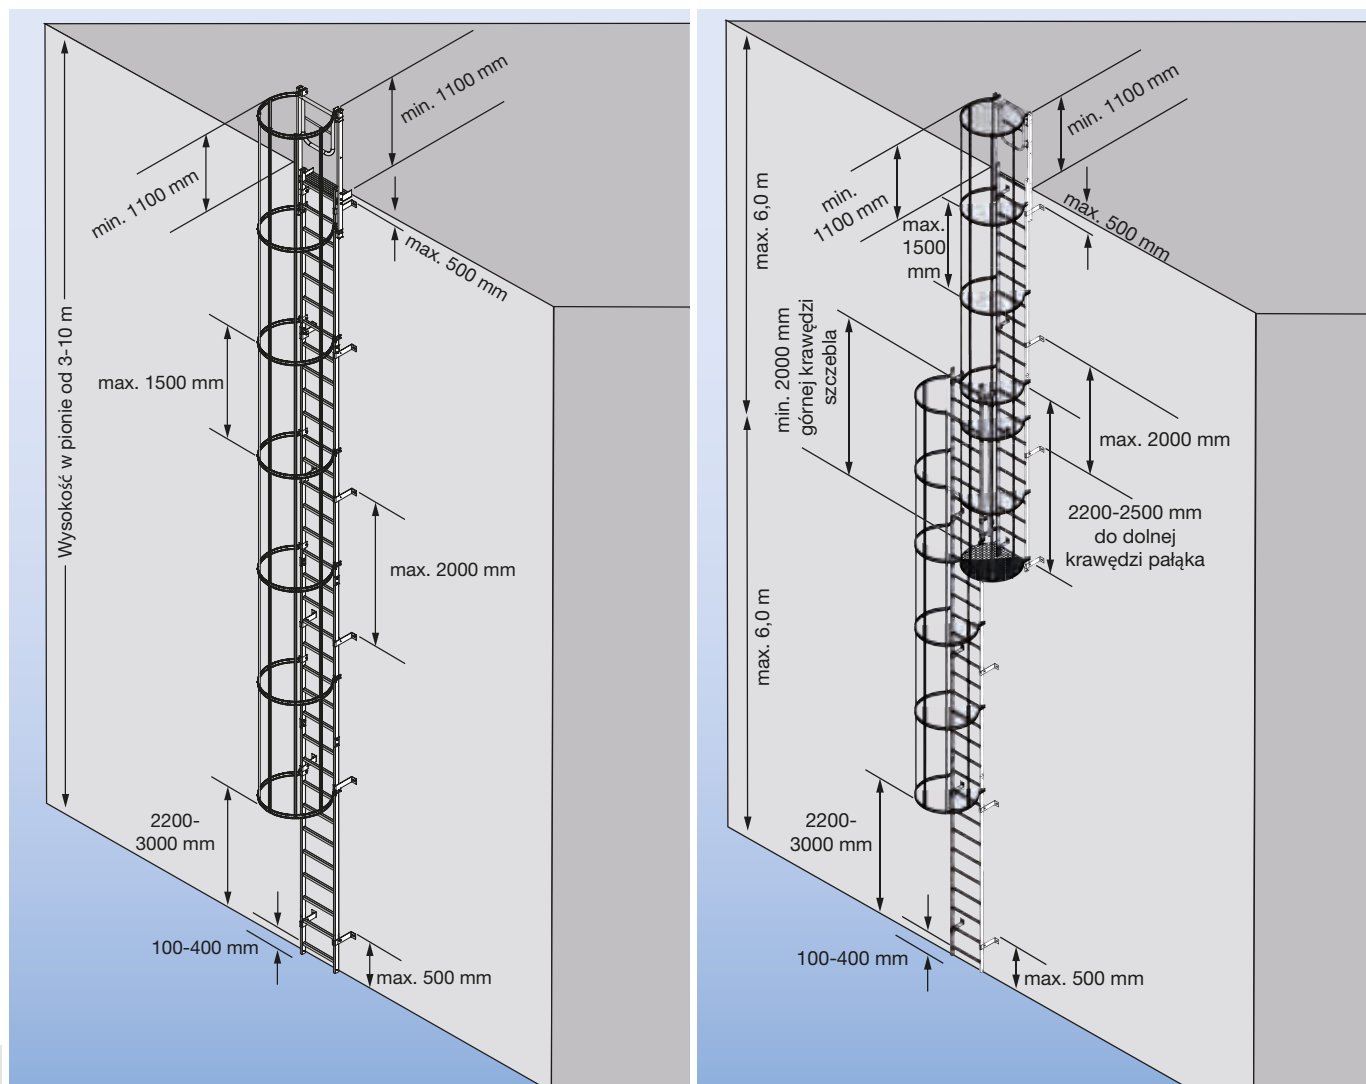 min. 1100 mm
min. 1100 mm
max. 500 mm
Wysokość w pionie od 3-10 m
max. 1500 mm
max. 2000 mm
2200-
3000 mm
100-400 mm
max. 500 mm
min. 1100 mm
max. 6,0 m
min.
1100 mm
max.
1500
mm
max. 500 mm
min. 2000 mm
górnej krawędzi
szczebla
max. 2000 mm
2200-2500 mm
do dolnej
krawędzi pałąka
max. 6,0 m
2200-
3000 mm
100-400 mm
max. 500 mm